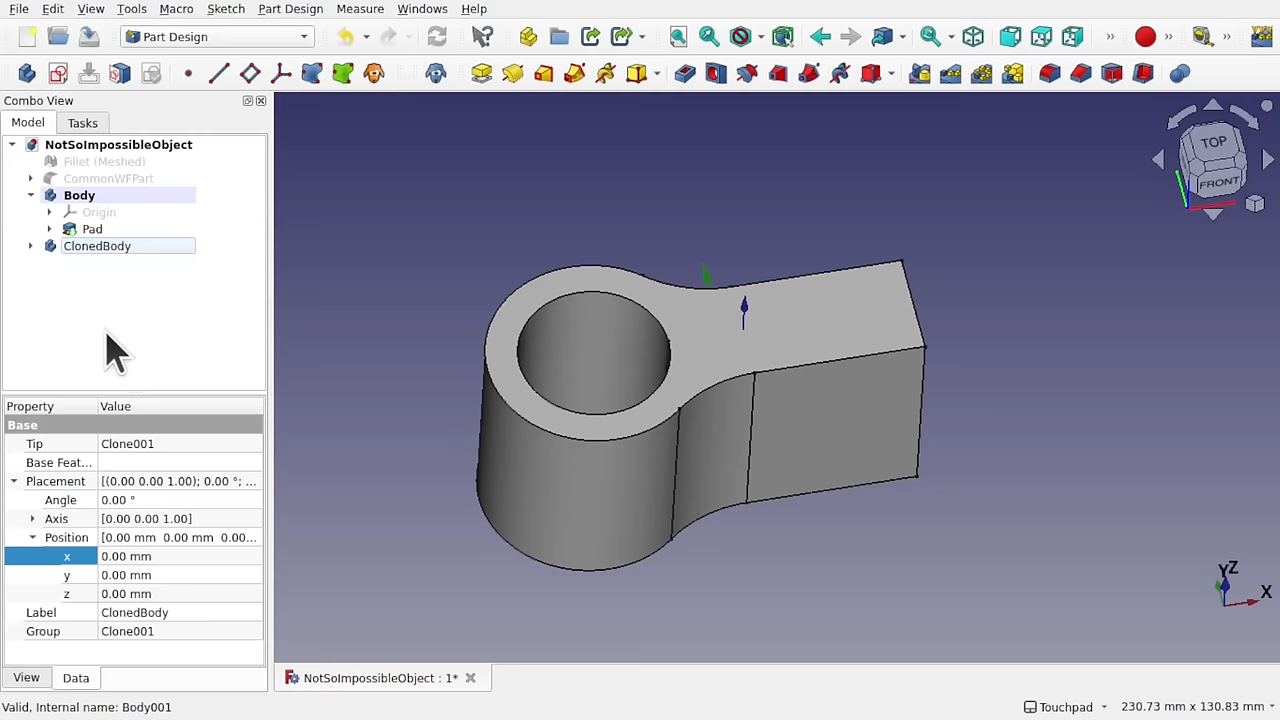 File Edit View Tools Macro Sketch Part Design Measure Windows Help
Part Design
Combo View
Model Tasks
TOP
FRONT
NotSoImpossibleObject
Fillet (Meshed)
CommonWFPart
Body
Origin
Pad
ClonedBody
Property Value
Base
Tip Clone001
Base Feat...
Placement [(0.00 0.00 1.00); 0.00 °; ...
Angle 0.00 °
Axis [0.00 0.00 1.00]
Position [0.00 mm 0.00 mm 0.00...
x 0.00 mm
y 0.00 mm
z 0.00 mm
Label ClonedBody
Group Clone001
Y Z X
View Data
NotSoImpossibleObject : 1*
Valid, Internal name: Body001
Touchpad 230.73 mm x 130.83 mm